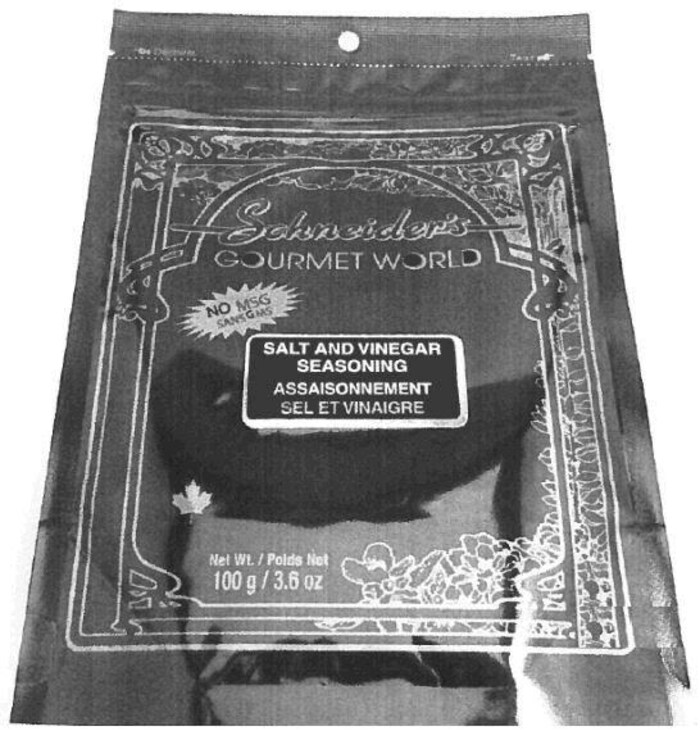 Schneider's
GOURMET WORLD
NO MSG
SANS GMS
SALT AND VINEGAR
SEASONING
ASSAISONNEMENT
SEL ET VINAIGRE
Net Wt. / Poids Net
100 g / 3.6 oz